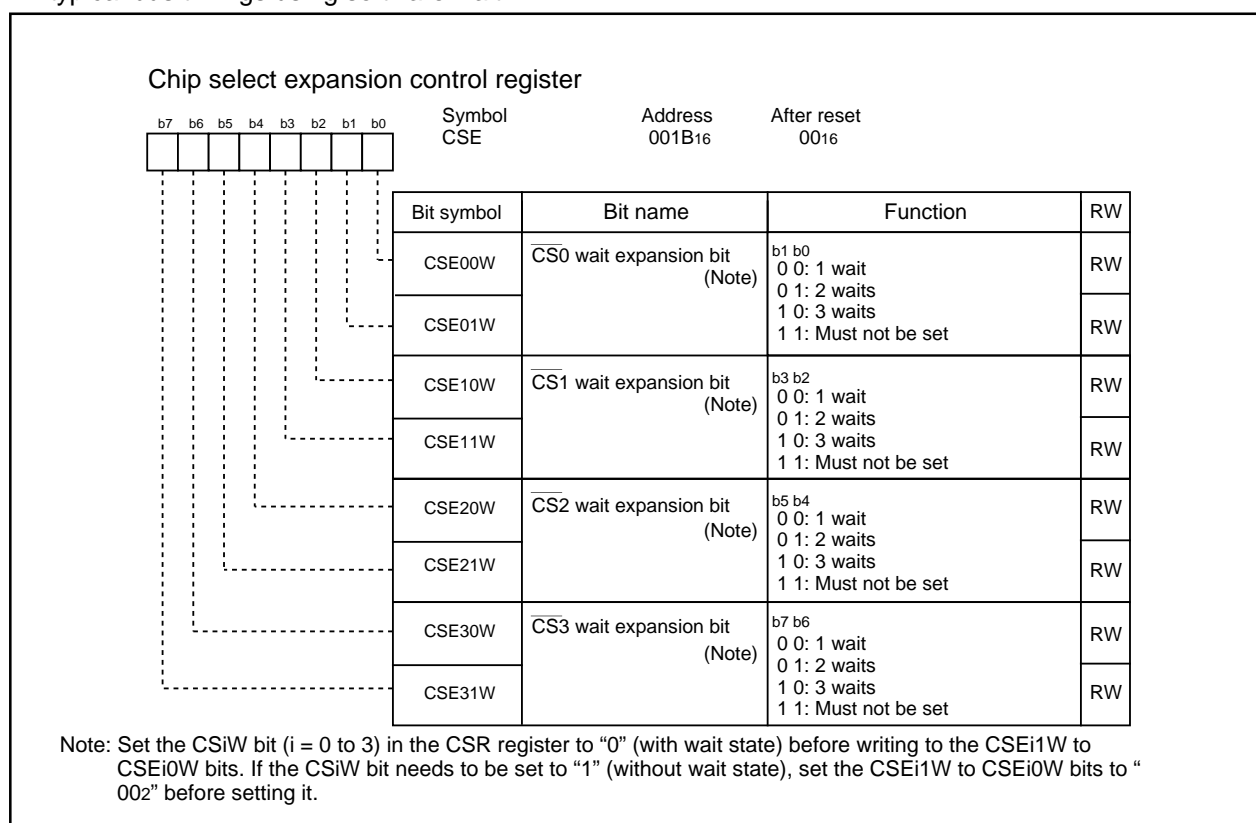 Chip select expansion control register
Symbol Address After reset
b7 b6 b5 b4 b3 b2 b1 b0
CSE 001B16 0016
Bit symbol Bit name Function RW
CSE00W CS0 wait expansion bit (Note) RW
CSE01W RW
b1 b0
0 0: 1 wait
0 1: 2 waits
1 0: 3 waits
1 1: Must not be set
CSE10W CS1 wait expansion bit (Note) RW
CSE11W RW
b3 b2
0 0: 1 wait
0 1: 2 waits
1 0: 3 waits
1 1: Must not be set
CSE20W CS2 wait expansion bit (Note) RW
CSE21W RW
b5 b4
0 0: 1 wait
0 1: 2 waits
1 0: 3 waits
1 1: Must not be set
CSE30W CS3 wait expansion bit (Note) RW
CSE31W RW
b7 b6
0 0: 1 wait
0 1: 2 waits
1 0: 3 waits
1 1: Must not be set
Note: Set the CSiW bit (i = 0 to 3) in the CSR register to “0” (with wait state) before writing to the CSEi1W to
CSEi0W bits. If the CSiW bit needs to be set to “1” (without wait state), set the CSEi1W to CSEi0W bits to “
002” before setting it.